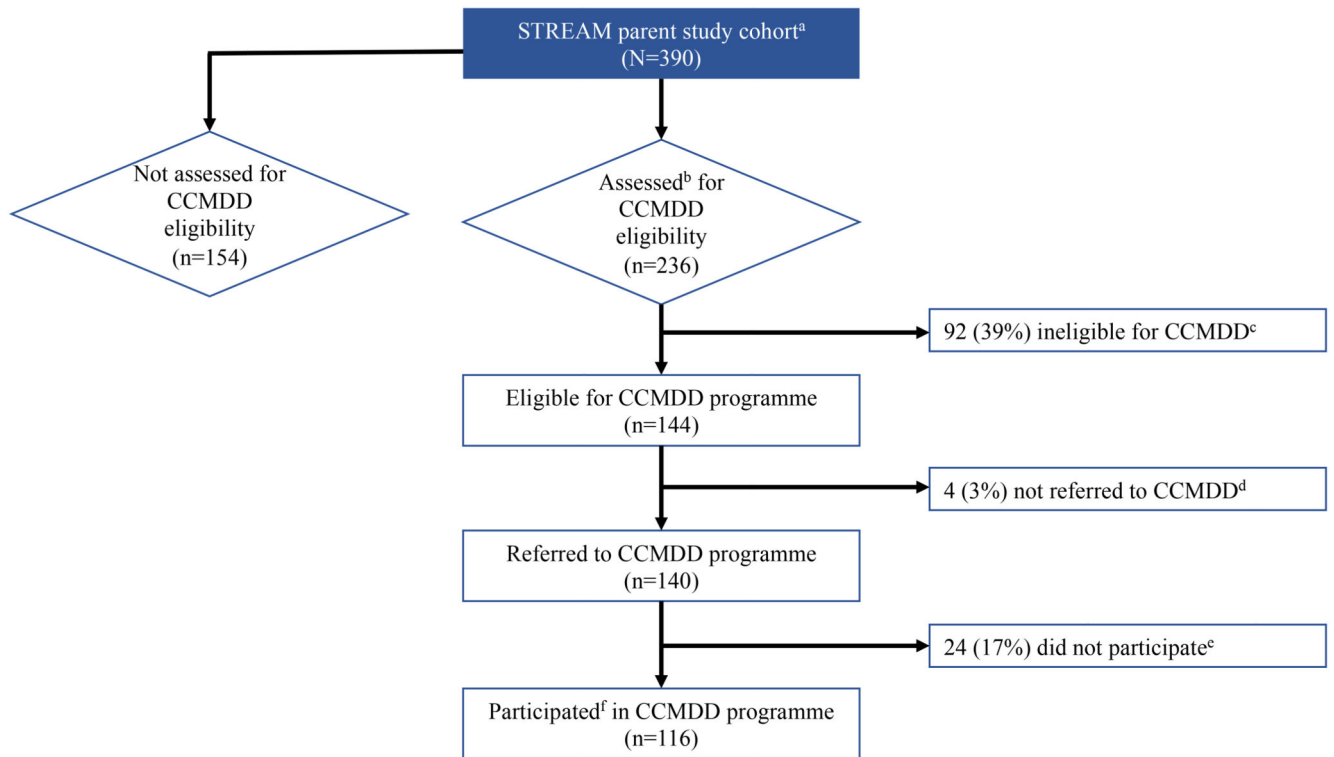 STREAM parent study cohortᵃ
(N=390)
Not assessed for
CCMDD
eligibility
(n=154)
Assessedᵇ for
CCMDD
eligibility
(n=236)
92 (39%) ineligible for CCMDDᶜ
Eligible for CCMDD programme
(n=144)
4 (3%) not referred to CCMDDᵈ
Referred to CCMDD programme
(n=140)
24 (17%) did not participateᵉ
Participatedᶠ in CCMDD programme
(n=116)